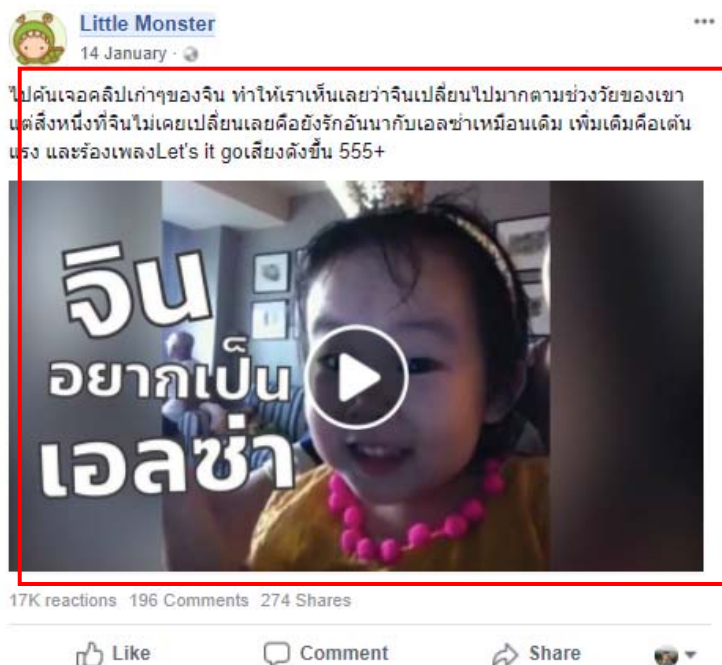 Little Monster
14 January
ไปค้นเจอคลิปเก่าๆของจิน ทำให้เราเห็นเลยว่าจินเปลี่ยนไปมากตามช่วงวัยของเขา
แต่สิ่งหนึ่งที่จินไม่เคยเปลี่ยนเลยคือยังรักอันนากับเอลซ่าเหมือนเดิม เพิ่มเติมคือเต้น
แรง และร้องเพลงLet's it goเสียงดังขึ้น 555+
จิน
อยากเป็น
เอลซ่า
17K reactions 196 Comments 274 Shares
Like Comment Share